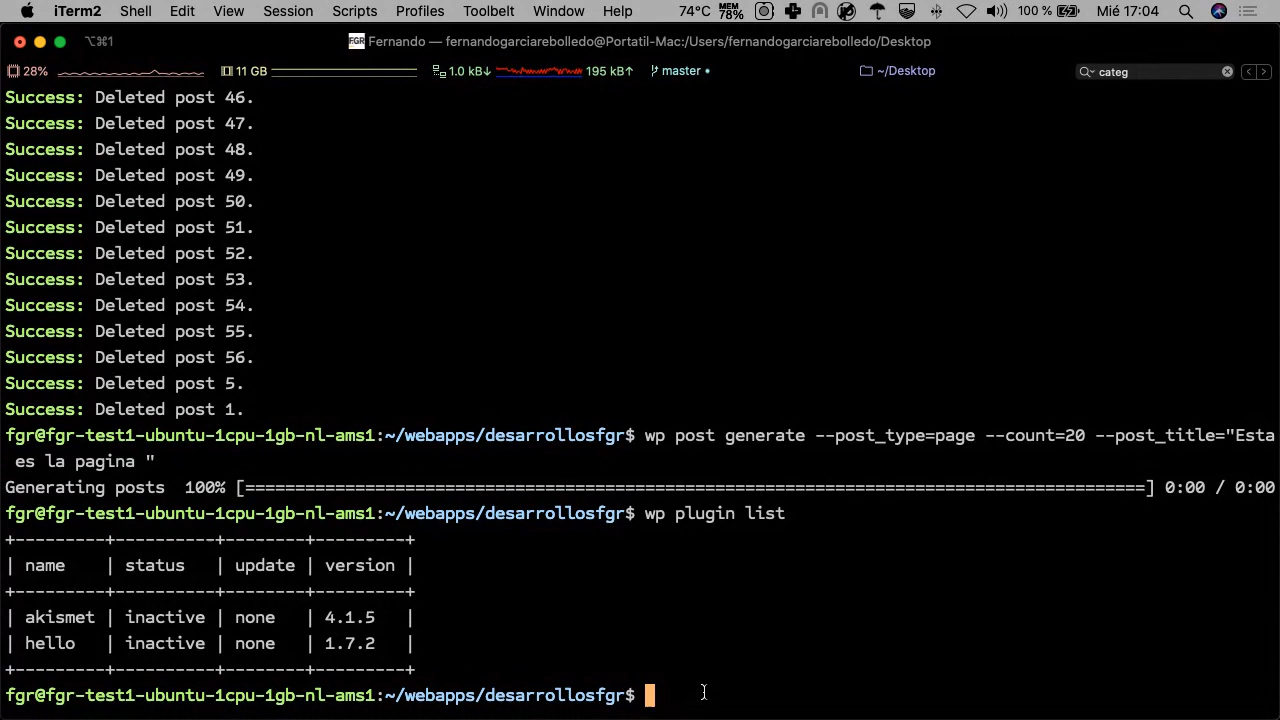 iTerm2 Shell Edit View Session Scripts Profiles Toolbelt Window Help 74°C MEM 78% 100 % Mié 17:04
⌥⌘1 FGR Fernando — fernandogarciarebolledo@Portatil-Mac:/Users/fernandogarciarebolledo/Desktop
28% 11 GB 1.0 kB↓ 195 kB↑ master • ~/Desktop categ
Success: Deleted post 46.
Success: Deleted post 47.
Success: Deleted post 48.
Success: Deleted post 49.
Success: Deleted post 50.
Success: Deleted post 51.
Success: Deleted post 52.
Success: Deleted post 53.
Success: Deleted post 54.
Success: Deleted post 55.
Success: Deleted post 56.
Success: Deleted post 5.
Success: Deleted post 1.
fgr@fgr-test1-ubuntu-1cpu-1gb-nl-ams1:~/webapps/desarrollosfgr$ wp post generate --post_type=page --count=20 --post_title="Esta
 es la pagina "
Generating posts  100% [==========================================================================================] 0:00 / 0:00
fgr@fgr-test1-ubuntu-1cpu-1gb-nl-ams1:~/webapps/desarrollosfgr$ wp plugin list
+---------+----------+--------+---------+
| name    | status   | update | version |
+---------+----------+--------+---------+
| akismet | inactive | none   | 4.1.5   |
| hello   | inactive | none   | 1.7.2   |
+---------+----------+--------+---------+
fgr@fgr-test1-ubuntu-1cpu-1gb-nl-ams1:~/webapps/desarrollosfgr$